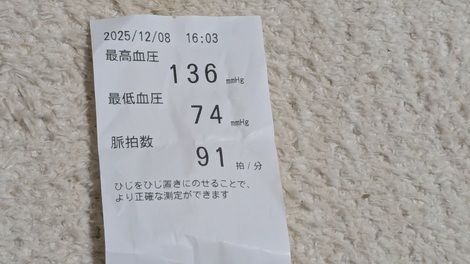 2025/12/08 16:03
最高血圧
136 mmHg
最低血圧
74 mmHg
脈拍数
91 拍/分
ひじをひじ置きにのせることで、
より正確な測定ができます